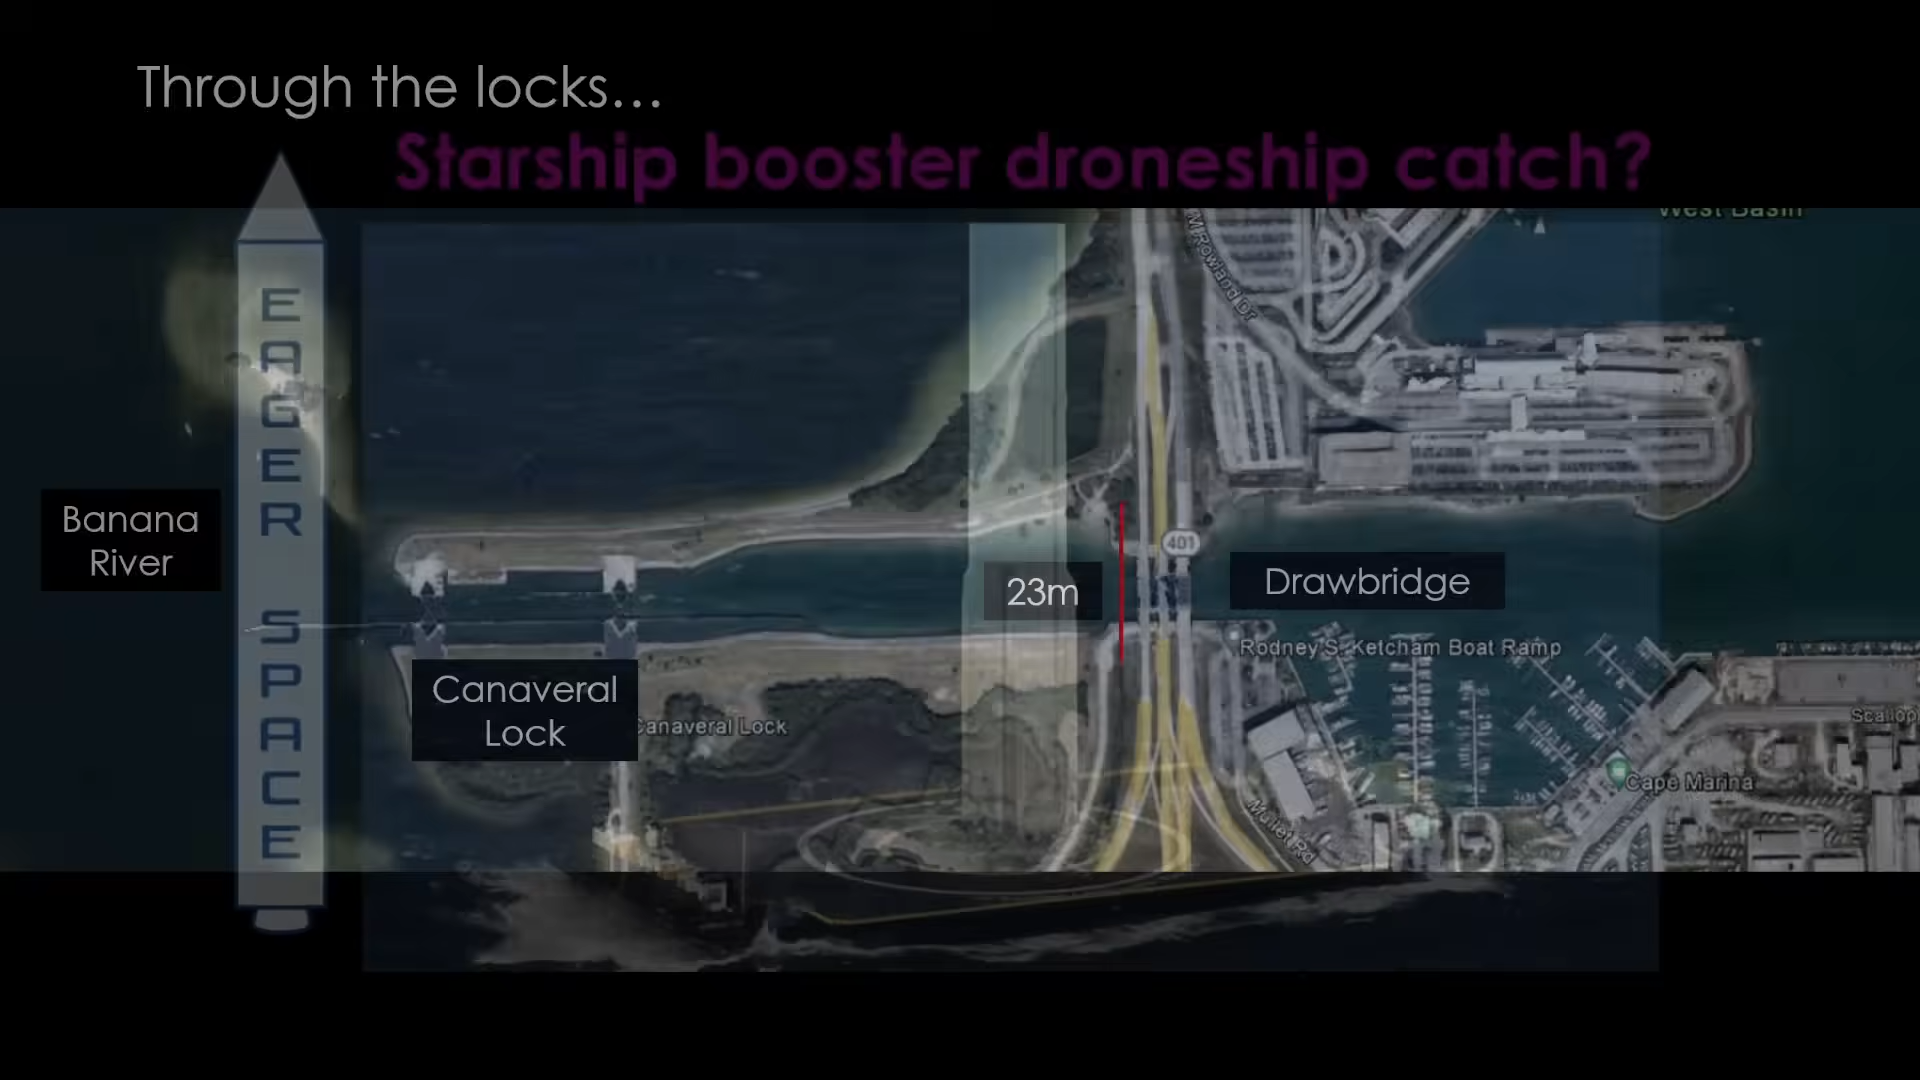 Through the locks...
Starship booster droneship catch?
West Basin
M Rowland Dr
EAGER SPACE
Banana
River
401
23m
Drawbridge
Rodney S. Ketcham Boat Ramp
Canaveral
Lock
Canaveral Lock
Scallop
Cape Marina
Mullet Rd